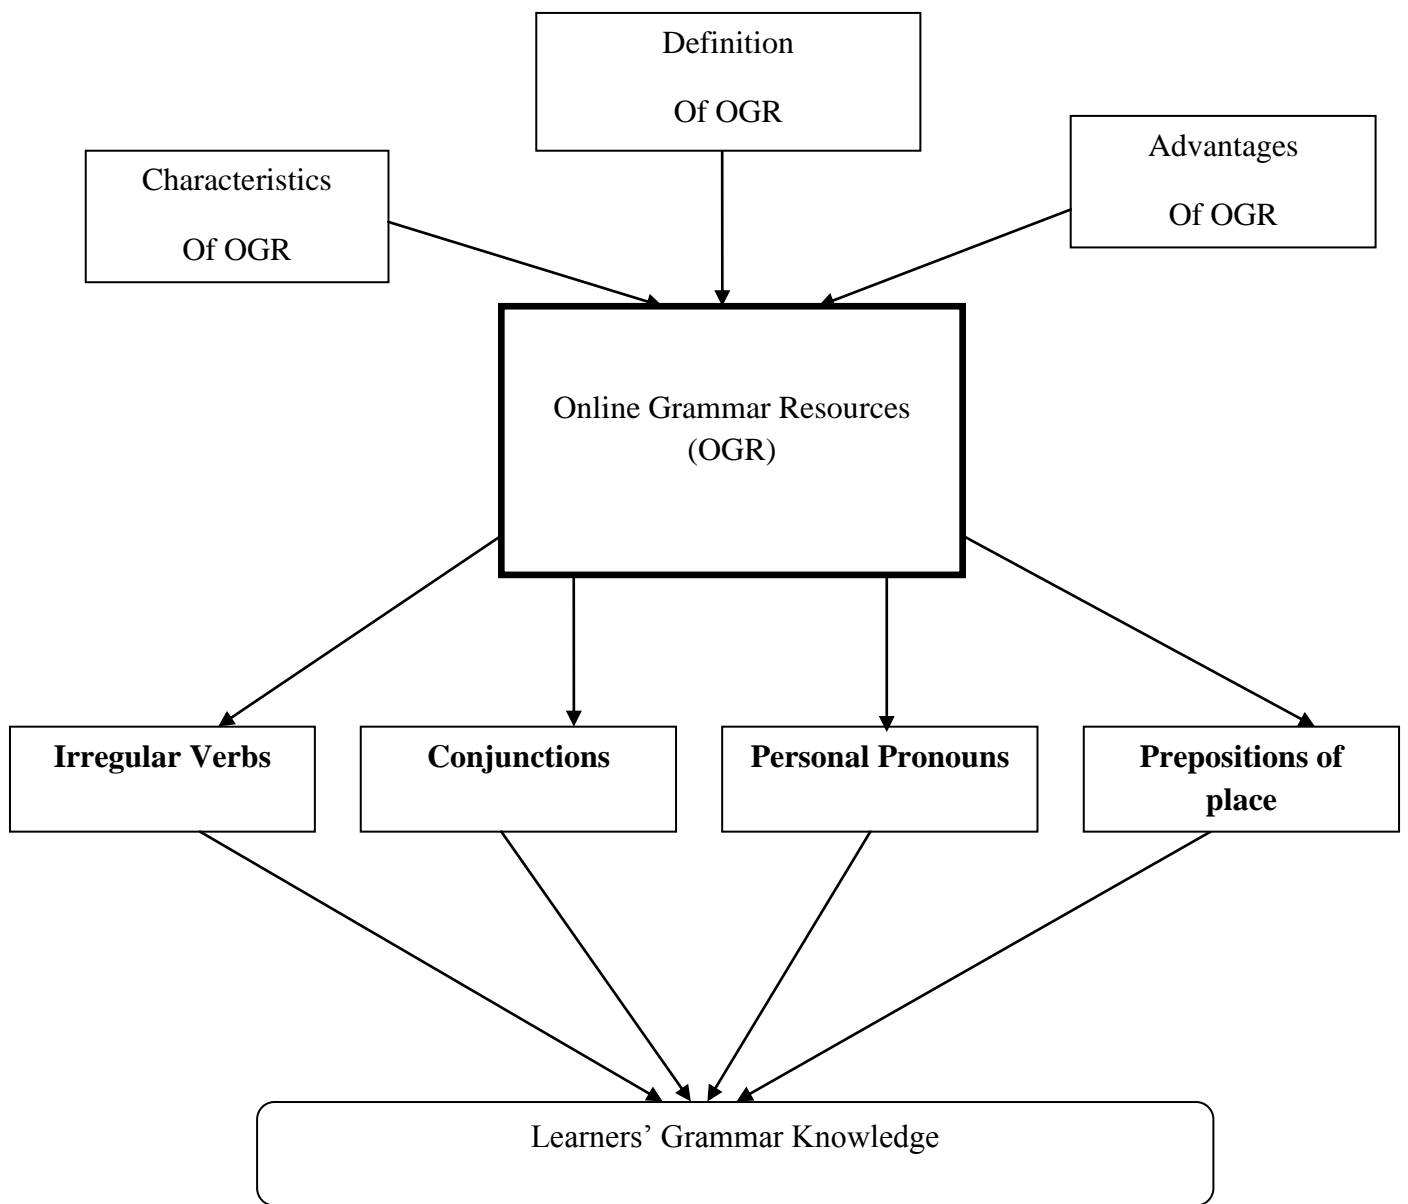 Definition
Of OGR
Advantages
Of OGR
Characteristics
Of OGR
Online Grammar Resources
(OGR)
Irregular Verbs
Conjunctions
Personal Pronouns
Prepositions of
place
Learners’ Grammar Knowledge